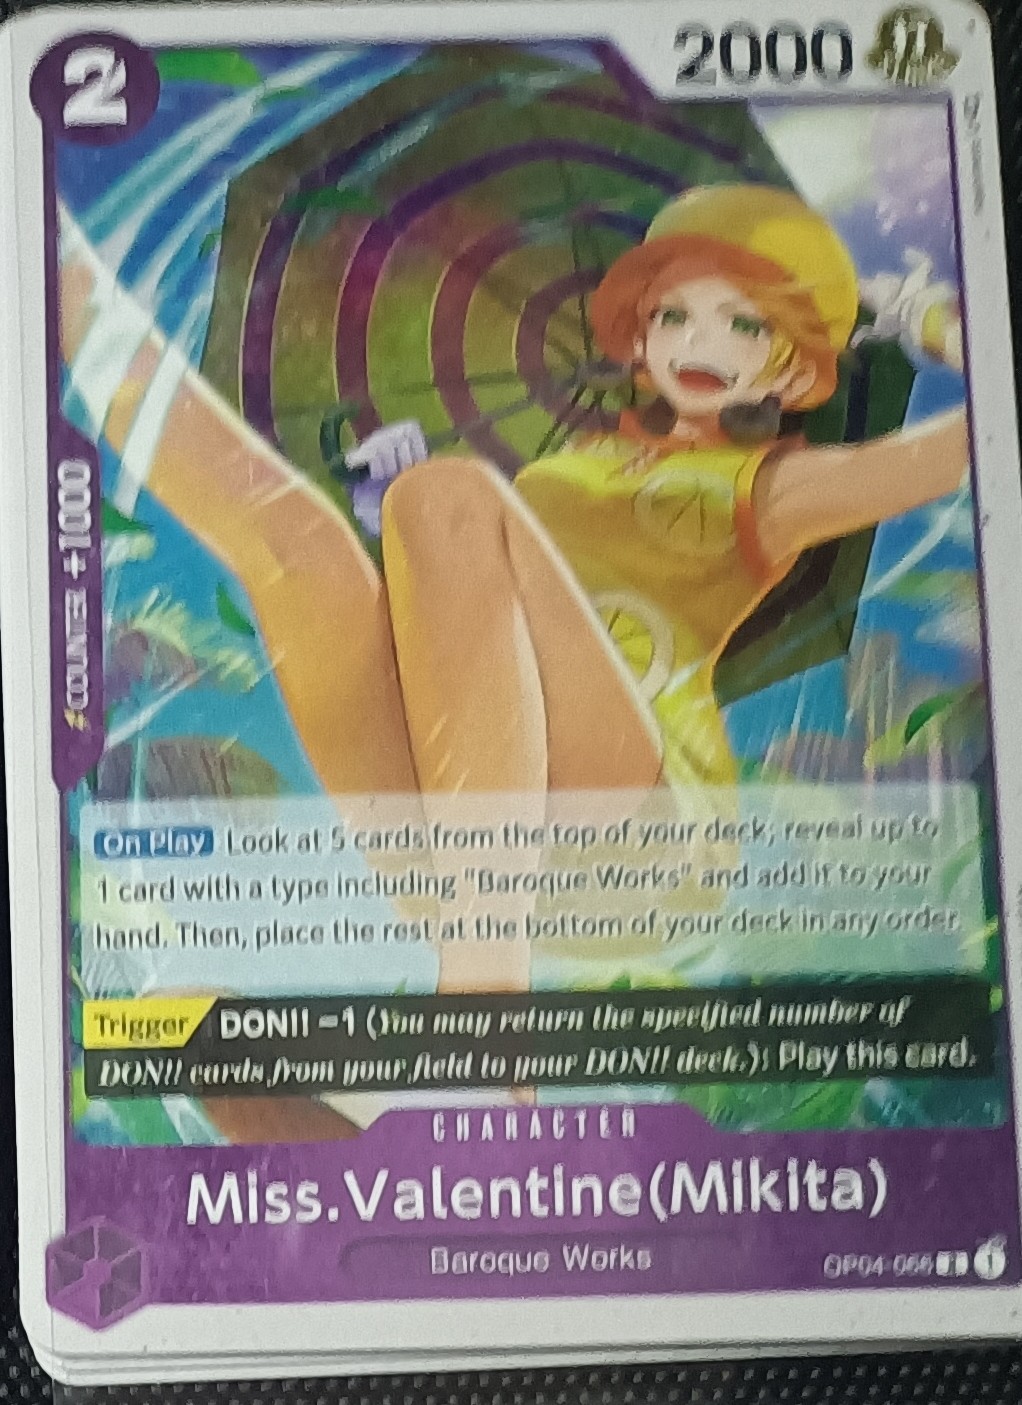 2
2000
COUNTER +1000
On Play Look at 5 cards from the top of your deck; reveal up to
1 card with a type including "Baroque Works" and add it to your
hand. Then, place the rest at the bottom of your deck in any order.
Trigger DON!! −1 (You may return the specified number of
DON!! cards from your field to your DON!! deck.): Play this card.
CHARACTER
Miss.Valentine(Mikita)
Baroque Works
OP04-066
1